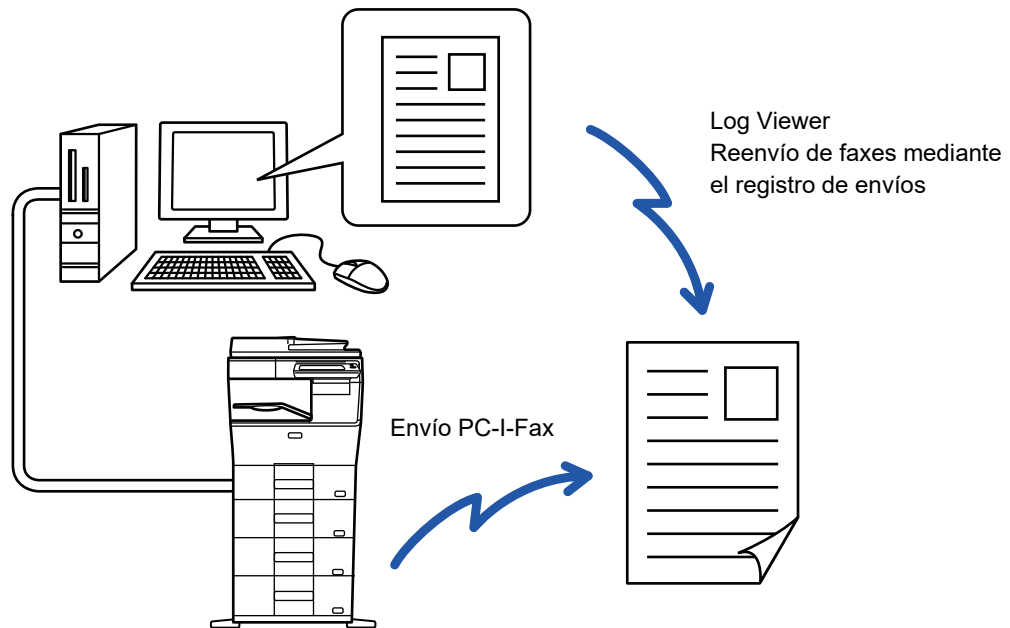 Log Viewer
Reenvío de faxes mediante
el registro de envíos
Envío PC-I-Fax